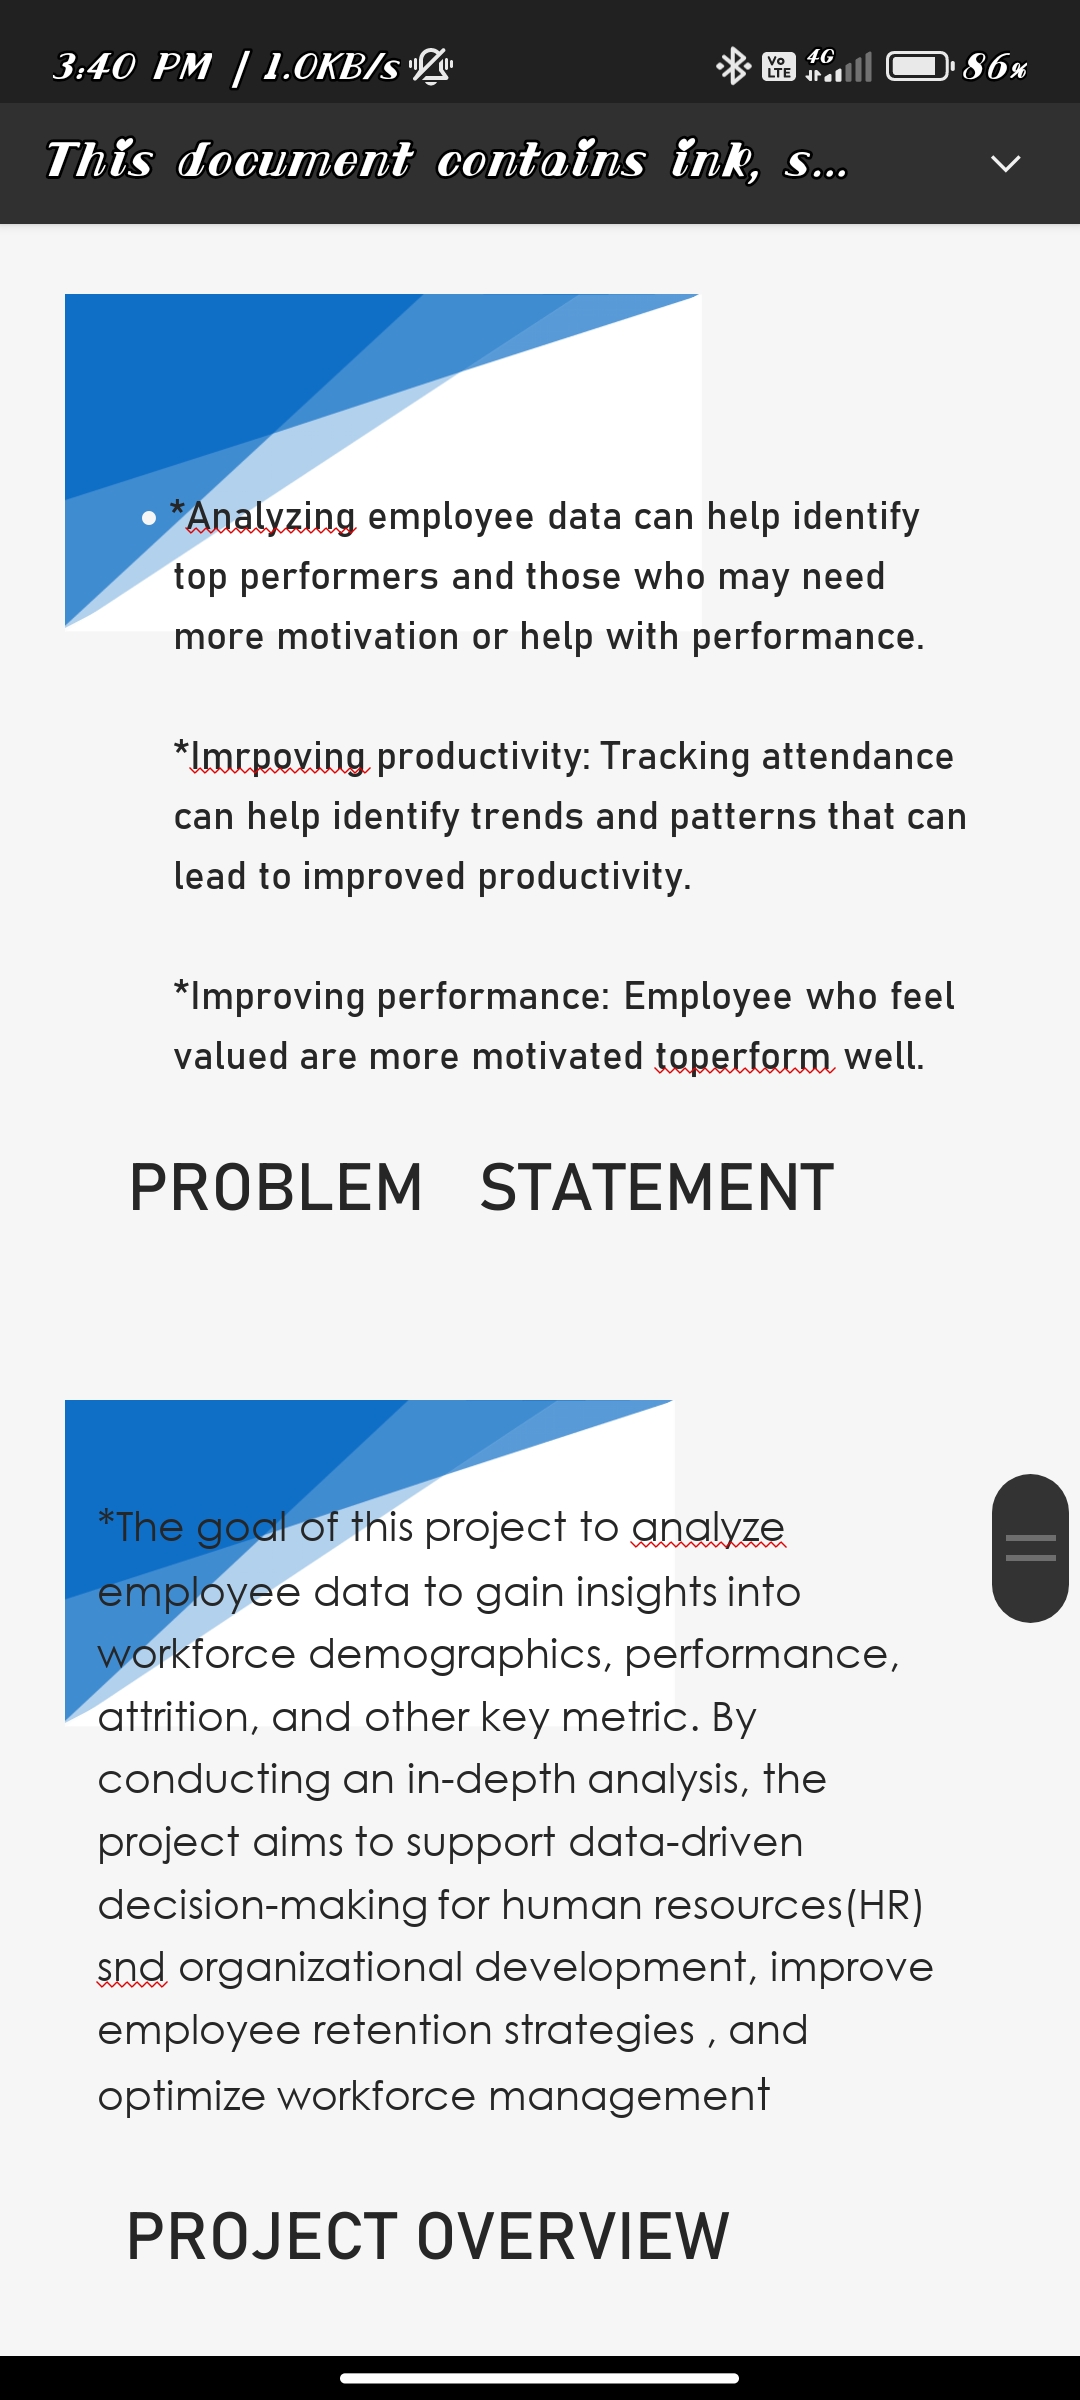 3:40 PM | 1.0KB/s
Vo LTE 4G 86%
This document contains ink, s...
*Analyzing employee data can help identify
top performers and those who may need
more motivation or help with performance.
*Imrpoving productivity: Tracking attendance
can help identify trends and patterns that can
lead to improved productivity.
*Improving performance: Employee who feel
valued are more motivated toperform well.
PROBLEM STATEMENT
*The goal of this project to analyze
employee data to gain insights into
workforce demographics, performance,
attrition, and other key metric. By
conducting an in-depth analysis, the
project aims to support data-driven
decision-making for human resources(HR)
snd organizational development, improve
employee retention strategies , and
optimize workforce management
PROJECT OVERVIEW